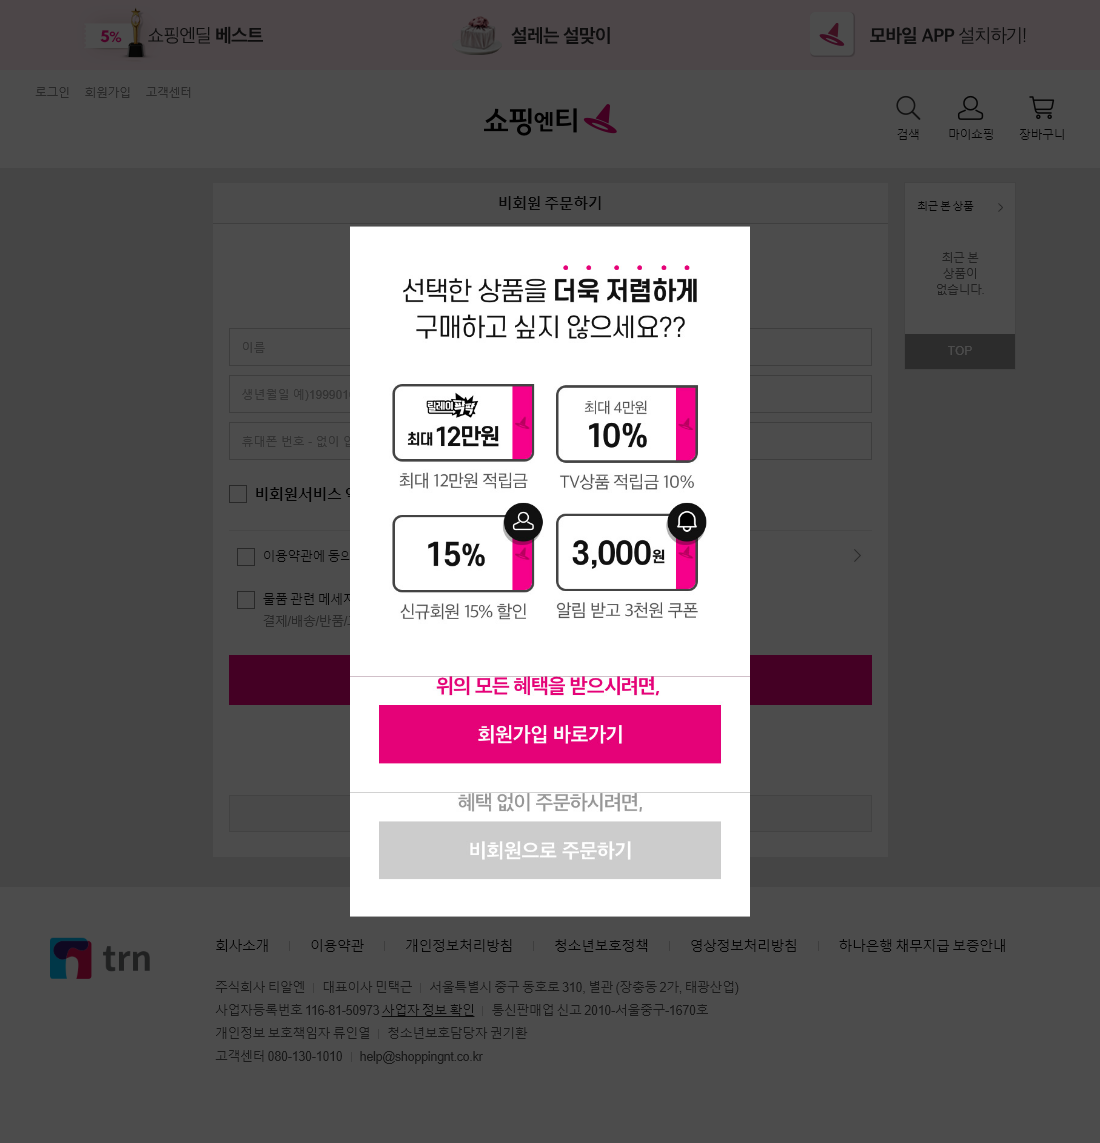 5% 쇼핑엔딜 베스트
설레는 설맞이
모바일 APP 설치하기!
로그인 회원가입 고객센터
쇼핑엔티
검색 마이쇼핑 장바구니
비회원 주문하기
최근 본 상품
최근 본
상품이
없습니다.
TOP
선택한 상품을 더욱 저렴하게
구매하고 싶지 않으세요??
이름
생년월일 예)199901
휴대폰 번호 - 없이
릴레이팡팡
최대 12만원
최대 12만원 적립금
최대 4만원
10%
TV상품 적립금 10%
비회원서비스
15%
신규회원 15% 할인
3,000원
알림 받고 3천원 쿠폰
이용약관에 동의
물품 관련 메세지
결제/배송/반품/
위의 모든 혜택을 받으시려면,
회원가입 바로가기
혜택 없이 주문하시려면,
비회원으로 주문하기
trn
회사소개 이용약관 개인정보처리방침 청소년보호정책 영상정보처리방침 하나은행 채무지급 보증안내
주식회사 티알엔 대표이사 민택근 서울특별시 중구 동호로 310, 별관 (장충동 2가, 태광산업)
사업자등록번호 116-81-50973 사업자 정보 확인 통신판매업 신고 2010-서울중구-1670호
개인정보 보호책임자 류인열 청소년보호담당자 권기환
고객센터 080-130-1010 help@shoppingnt.co.kr